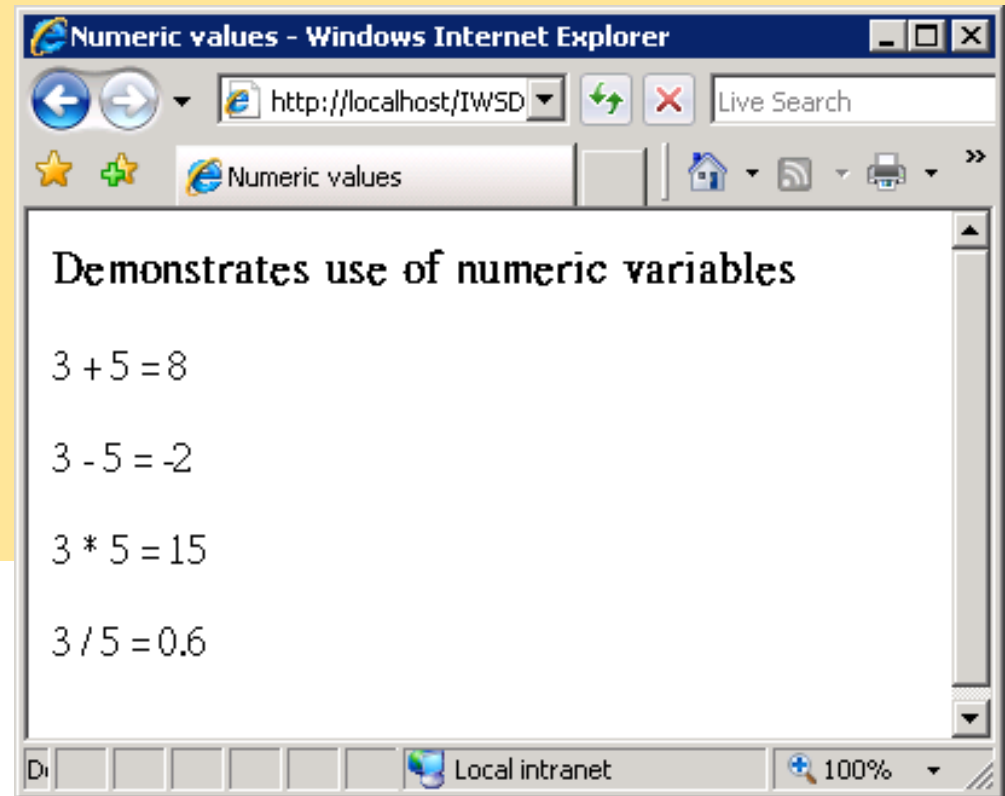 Numeric values - Windows Internet Explorer
http://localhost/IWSD
Live Search
Numeric values
Demonstrates use of numeric variables
3 + 5 = 8
3 - 5 = -2
3 * 5 = 15
3 / 5 = 0.6
Local intranet
100%